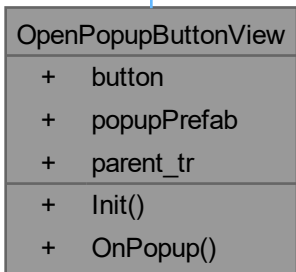 OpenPopupButtonView
+ button
+ popupPrefab
+ parent_tr
+ Init()
+ OnPopup()